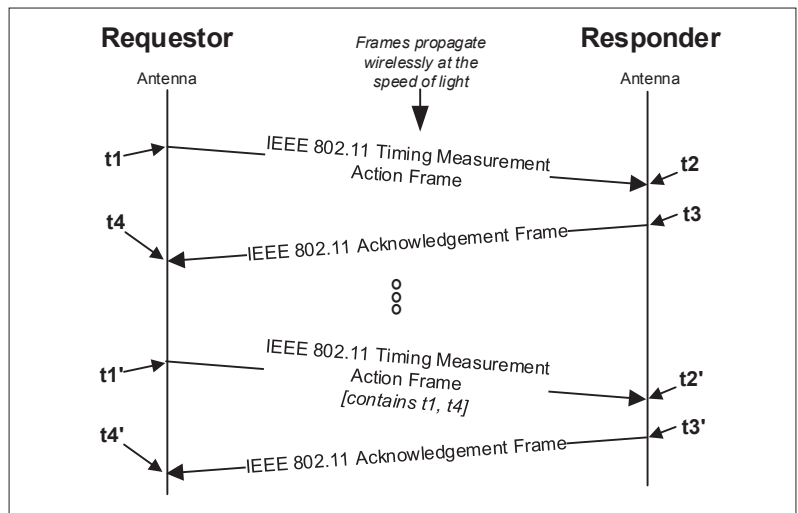 Requestor
Frames propagate
wirelessly at the
speed of light
Responder
Antenna
Antenna
t1
IEEE 802.11 Timing Measurement
Action Frame
t2
t3
t4
IEEE 802.11 Acknowledgement Frame
t1'
IEEE 802.11 Timing Measurement
Action Frame
[contains t1, t4]
t2'
t3'
t4'
IEEE 802.11 Acknowledgement Frame